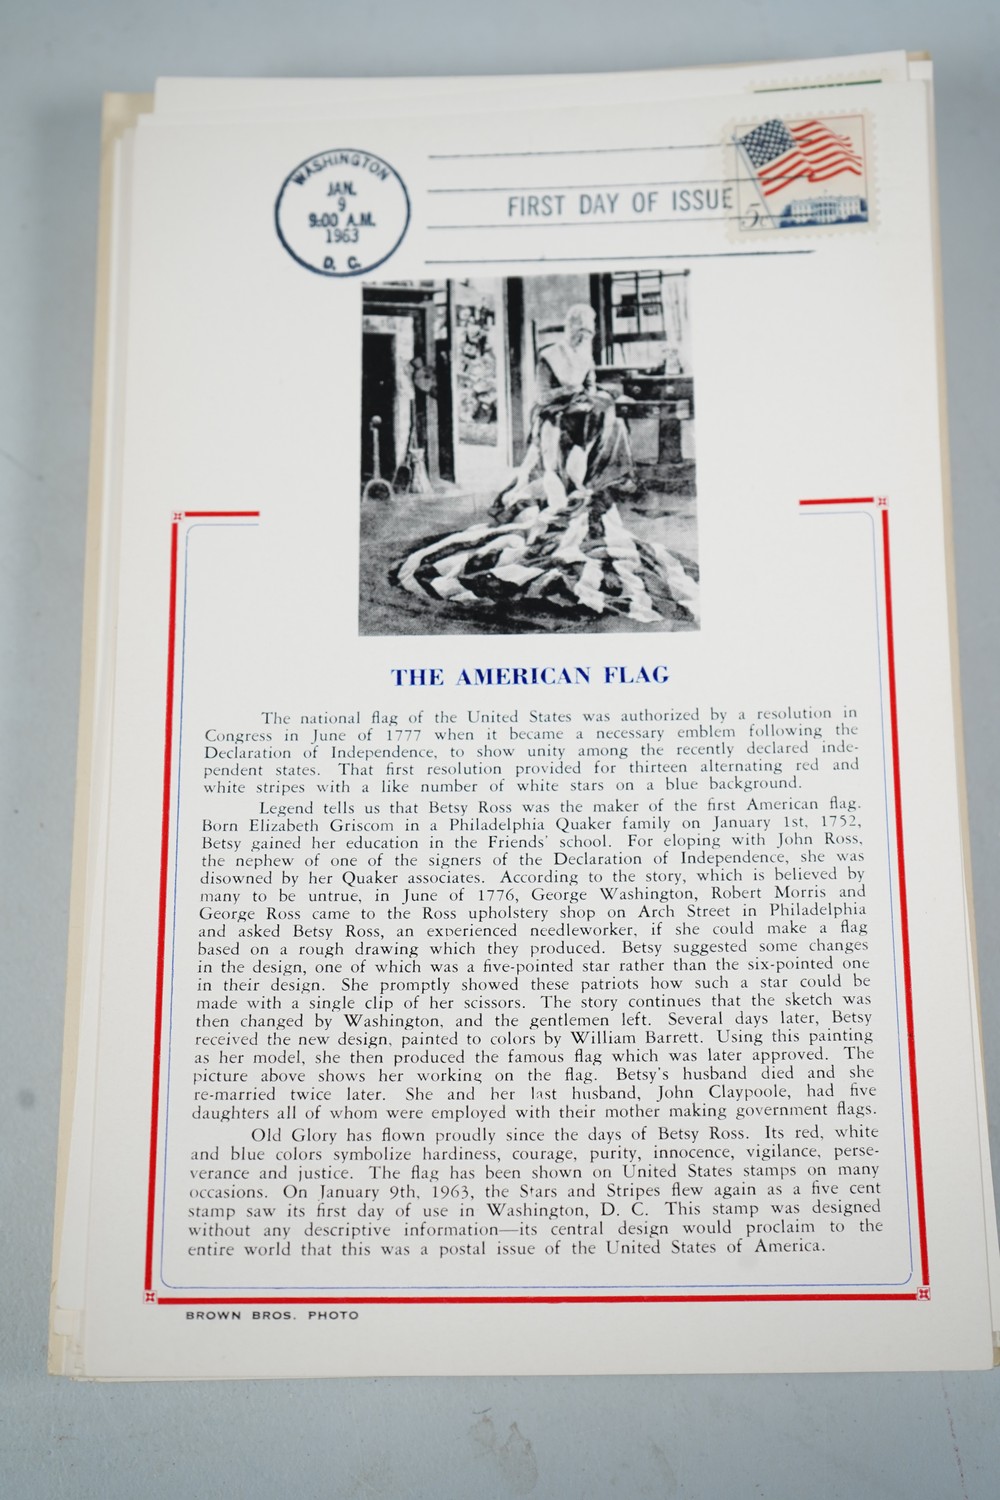 WASHINGTON
JAN.
9
9:00 A.M.
1963
D. C.
FIRST DAY OF ISSUE
5c
THE AMERICAN FLAG
The national flag of the United States was authorized by a resolution in
Congress in June of 1777 when it became a necessary emblem following the
Declaration of Independence, to show unity among the recently declared inde-
pendent states. That first resolution provided for thirteen alternating red and
white stripes with a like number of white stars on a blue background.
Legend tells us that Betsy Ross was the maker of the first American flag.
Born Elizabeth Griscom in a Philadelphia Quaker family on January 1st, 1752,
Betsy gained her education in the Friends' school. For eloping with John Ross,
the nephew of one of the signers of the Declaration of Independence, she was
disowned by her Quaker associates. According to the story, which is believed by
many to be untrue, in June of 1776, George Washington, Robert Morris and
George Ross came to the Ross upholstery shop on Arch Street in Philadelphia
and asked Betsy Ross, an experienced needleworker, if she could make a flag
based on a rough drawing which they produced. Betsy suggested some changes
in the design, one of which was a five-pointed star rather than the six-pointed one
in their design. She promptly showed these patriots how such a star could be
made with a single clip of her scissors. The story continues that the sketch was
then changed by Washington, and the gentlemen left. Several days later, Betsy
received the new design, painted to colors by William Barrett. Using this painting
as her model, she then produced the famous flag which was later approved. The
picture above shows her working on the flag. Betsy's husband died and she
re-married twice later. She and her last husband, John Claypoole, had five
daughters all of whom were employed with their mother making government flags.
Old Glory has flown proudly since the days of Betsy Ross. Its red, white
and blue colors symbolize hardiness, courage, purity, innocence, vigilance, perse-
verance and justice. The flag has been shown on United States stamps on many
occasions. On January 9th, 1963, the Stars and Stripes flew again as a five cent
stamp saw its first day of use in Washington, D. C. This stamp was designed
without any descriptive information—its central design would proclaim to the
entire world that this was a postal issue of the United States of America.
BROWN BROS. PHOTO